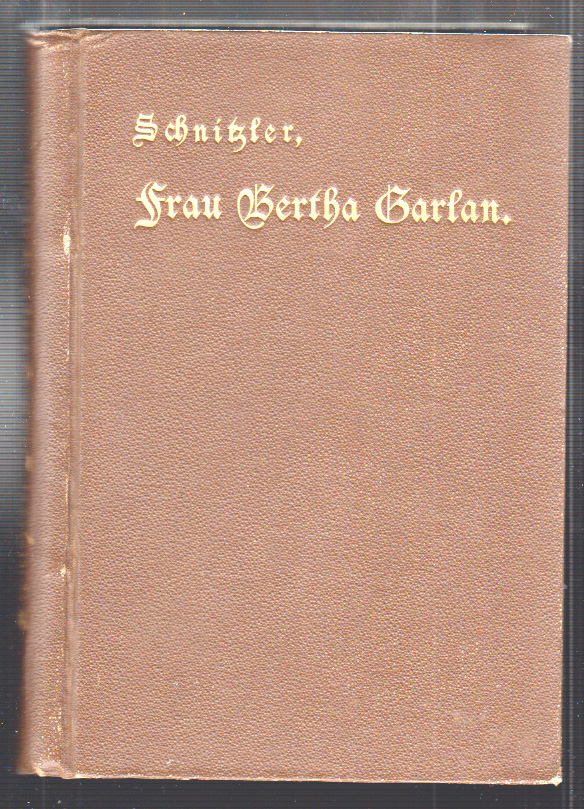 Schnitzler,
Frau Bertha Garlan.